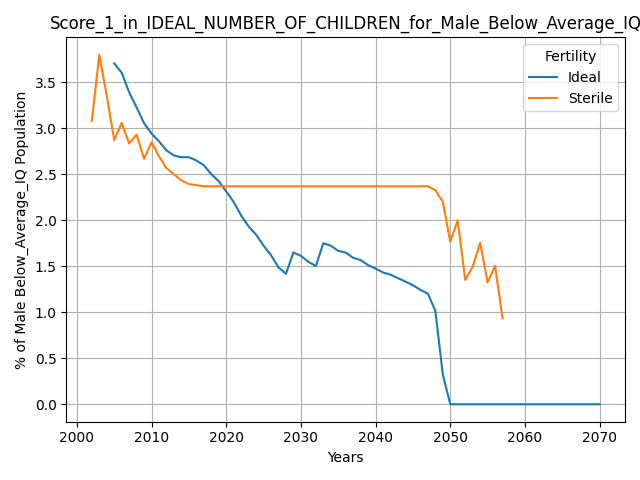 Score_1_in_IDEAL_NUMBER_OF_CHILDREN_for_Male_Below_Average_IQ
% of Male Below_Average_IQ Population
3.5
3.0
2.5
2.0
1.5
1.0
0.5
0.0
Fertility
Ideal
Sterile
2000 2010 2020 2030 2040 2050 2060 2070
Years